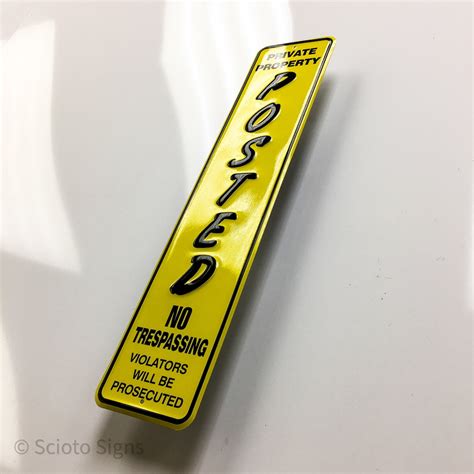 PRIVATE
PROPERTY
POSTED
NO
TRESPASSING
VIOLATORS
WILL BE
PROSECUTED
© Scioto Signs